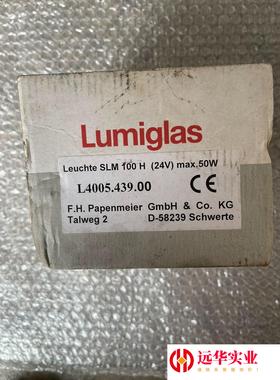 Lumiglas
Leuchte SLM 100 H (24V) max.50W
L4005.439.00 CE
F.H. Papenmeier GmbH & Co. KG
Talweg 2 D-58239 Schwerte
远华实业